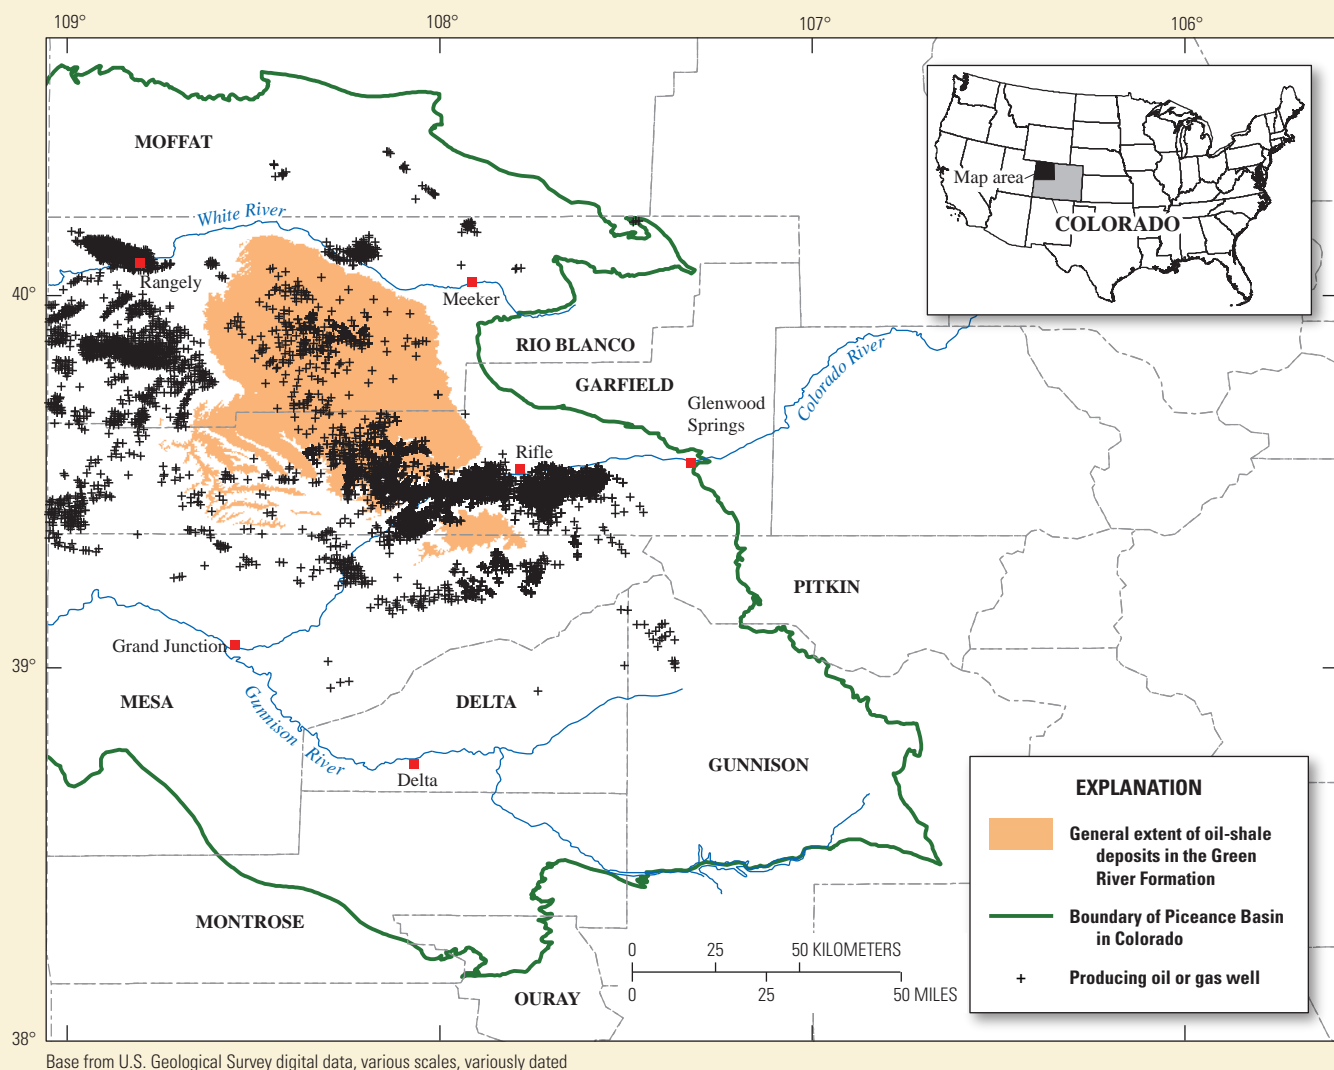 109°
108°
107°
106°
MOFFAT
Map area
COLORADO
White River
Rangely
40°
Meeker
RIO BLANCO
GARFIELD
Colorado River
Glenwood
Springs
Rifle
PITKIN
Grand Junction
39°
MESA
DELTA
Gunnison River
Delta
GUNNISON
EXPLANATION
General extent of oil-shale
deposits in the Green
River Formation
Boundary of Piceance Basin
in Colorado
Producing oil or gas well
MONTROSE
0 25 50 KILOMETERS
0 25 50 MILES
OURAY
38°
Base from U.S. Geological Survey digital data, various scales, variously dated